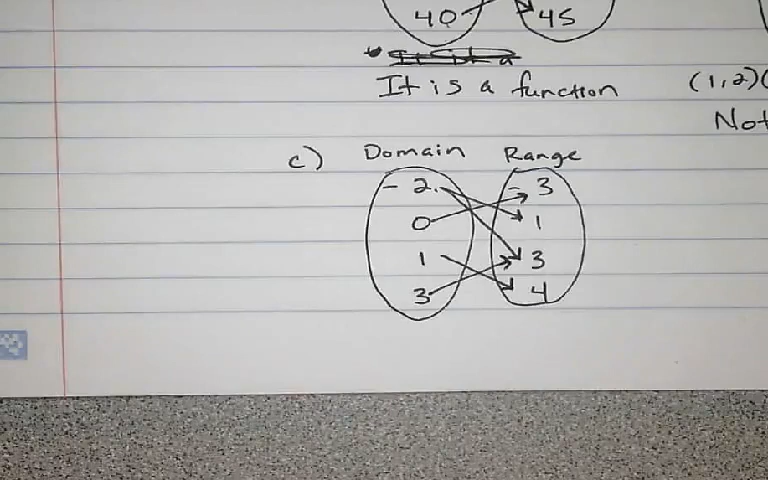 40 45
It is a function (1,2)(
Not
c) Domain Range
-2 -3
0 1
1 3
3 4